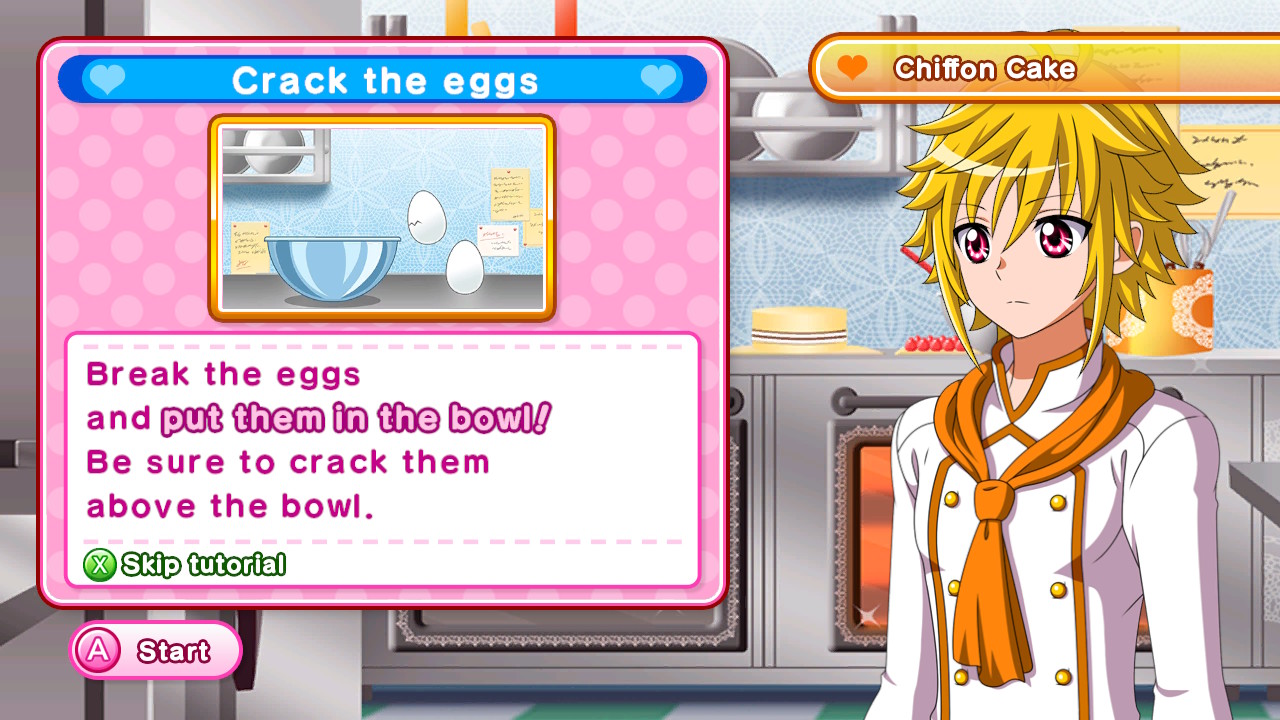 Crack the eggs
Chiffon Cake
Break the eggs
and put them in the bowl!
Be sure to crack them
above the bowl.
X Skip tutorial
A Start